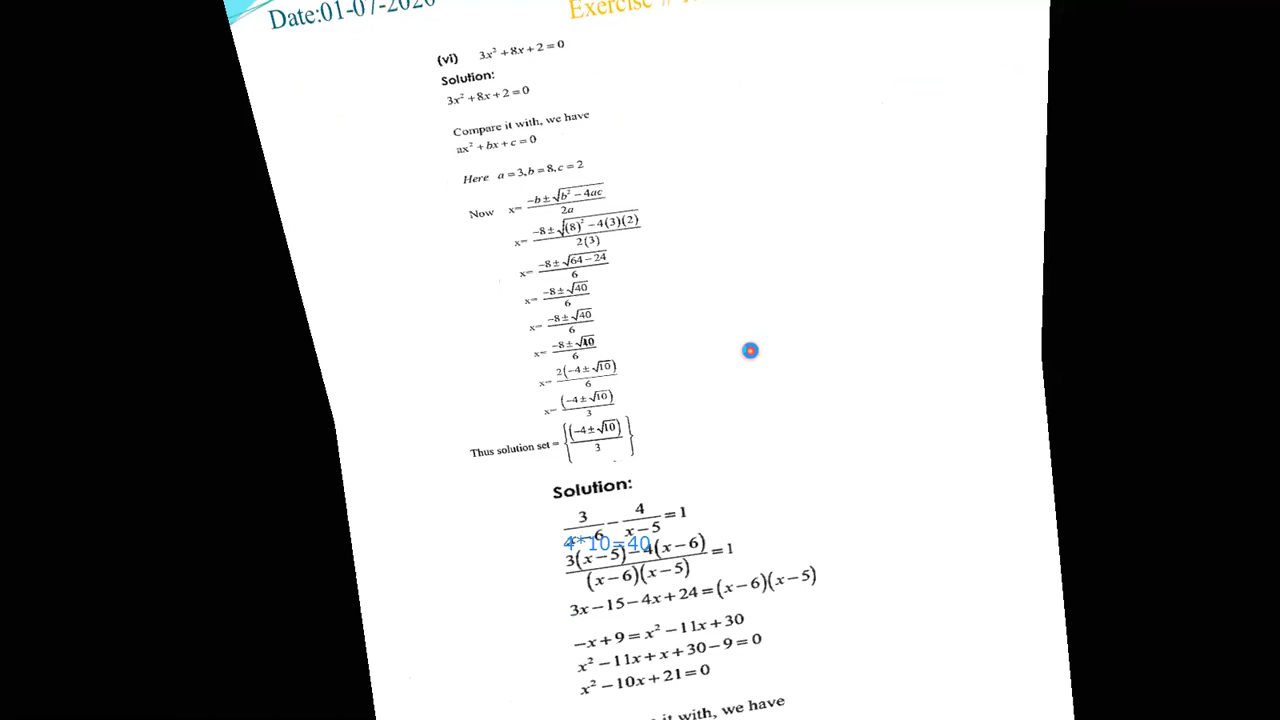 Date:01-07-2020
Exercise #
(vi) 3x² + 8x + 2 = 0
Solution:
3x² + 8x + 2 = 0
Compare it with, we have
ax² + bx + c = 0
Here a = 3, b = 8, c = 2
Now x= (-b ± √(b² - 4ac)) / 2a
x= (-8 ± √((8)² - 4(3)(2))) / 2(3)
x= (-8 ± √(64 - 24)) / 6
x= (-8 ± √40) / 6
x= (-8 ± √40) / 6
x= (-8 ± √40) / 6
x= 2(-4 ± √10) / 6
x= (-4 ± √10) / 3
Thus solution set = {(-4 ± √10) / 3}
Solution:
3/(x-6) - 4/(x-5) = 1
4*10=40
(3(x-5) - 4(x-6)) / ((x-6)(x-5)) = 1
3x - 15 - 4x + 24 = (x-6)(x-5)
-x + 9 = x² - 11x + 30
x² - 11x + x + 30 - 9 = 0
x² - 10x + 21 = 0
it with, we have